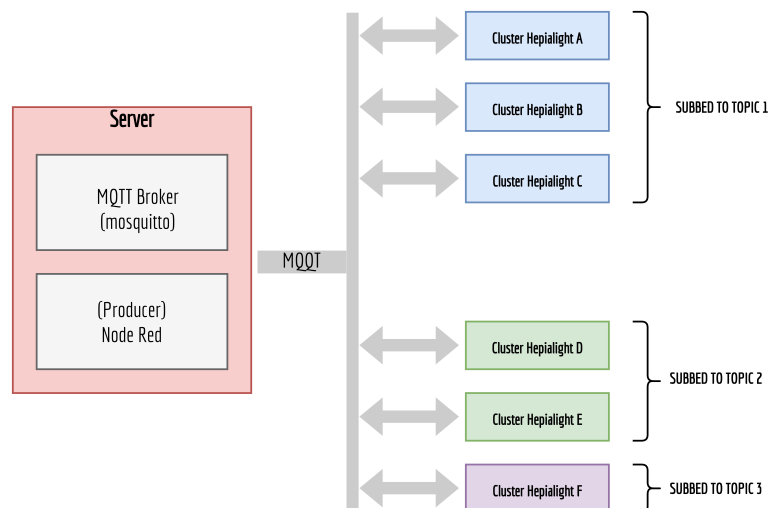 Server
MQTT Broker
(mosquitto)
(Producer)
Node Red
MQQT
Cluster Hepialight A
Cluster Hepialight B
Cluster Hepialight C
SUBBED TO TOPIC 1
Cluster Hepialight D
Cluster Hepialight E
SUBBED TO TOPIC 2
Cluster Hepialight F
SUBBED TO TOPIC 3